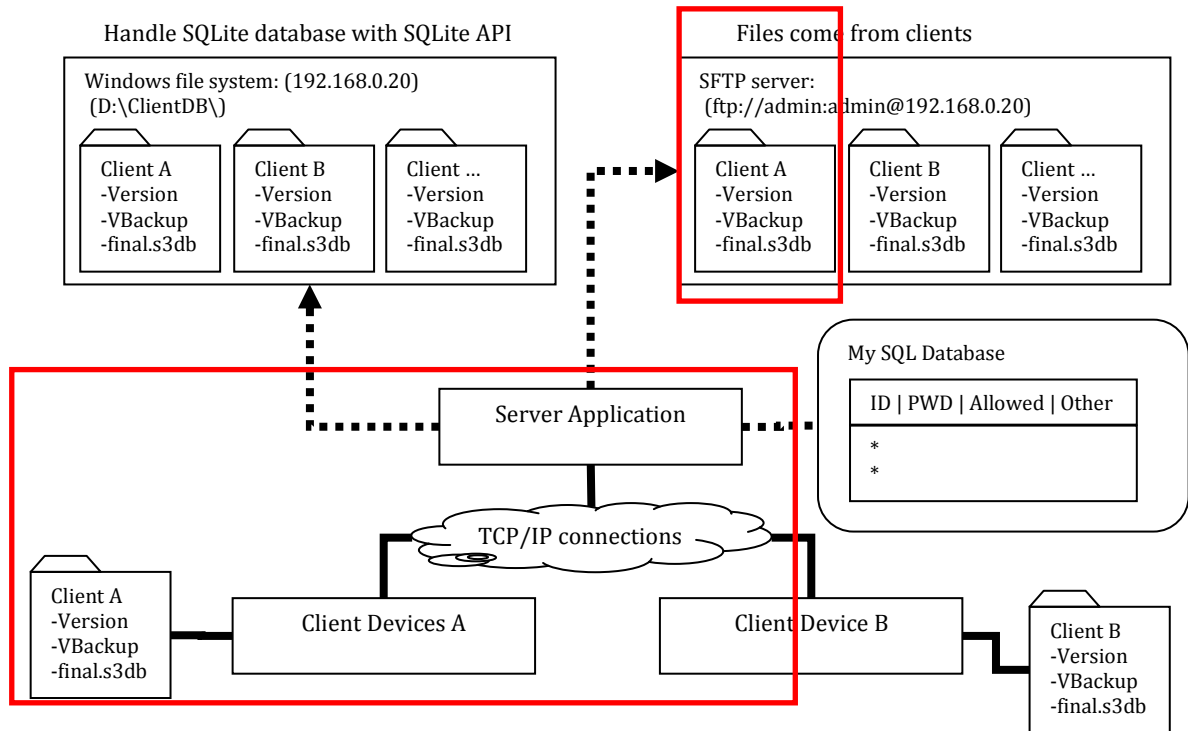 Handle SQLite database with SQLite API
Windows file system: (192.168.0.20)
(D:\ClientDB\)
Client A
-Version
-VBackup
-final.s3db
Client B
-Version
-VBackup
-final.s3db
Client ...
-Version
-VBackup
-final.s3db
Files come from clients
SFTP server:
(ftp://admin:admin@192.168.0.20)
Client A
-Version
-VBackup
-final.s3db
Client B
-Version
-VBackup
-final.s3db
Client ...
-Version
-VBackup
-final.s3db
My SQL Database
ID | PWD | Allowed | Other
*
*
Server Application
TCP/IP connections
Client A
-Version
-VBackup
-final.s3db
Client Devices A
Client Device B
Client B
-Version
-VBackup
-final.s3db